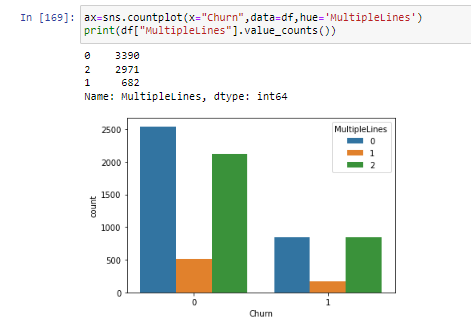 In [169]: ax=sns.countplot(x="Churn",data=df,hue='MultipleLines')
print(df["MultipleLines"].value_counts())
0    3390
2    2971
1     682
Name: MultipleLines, dtype: int64
MultipleLines
0
1
2
2500
2000
1500
1000
500
0
count
0 1
Churn